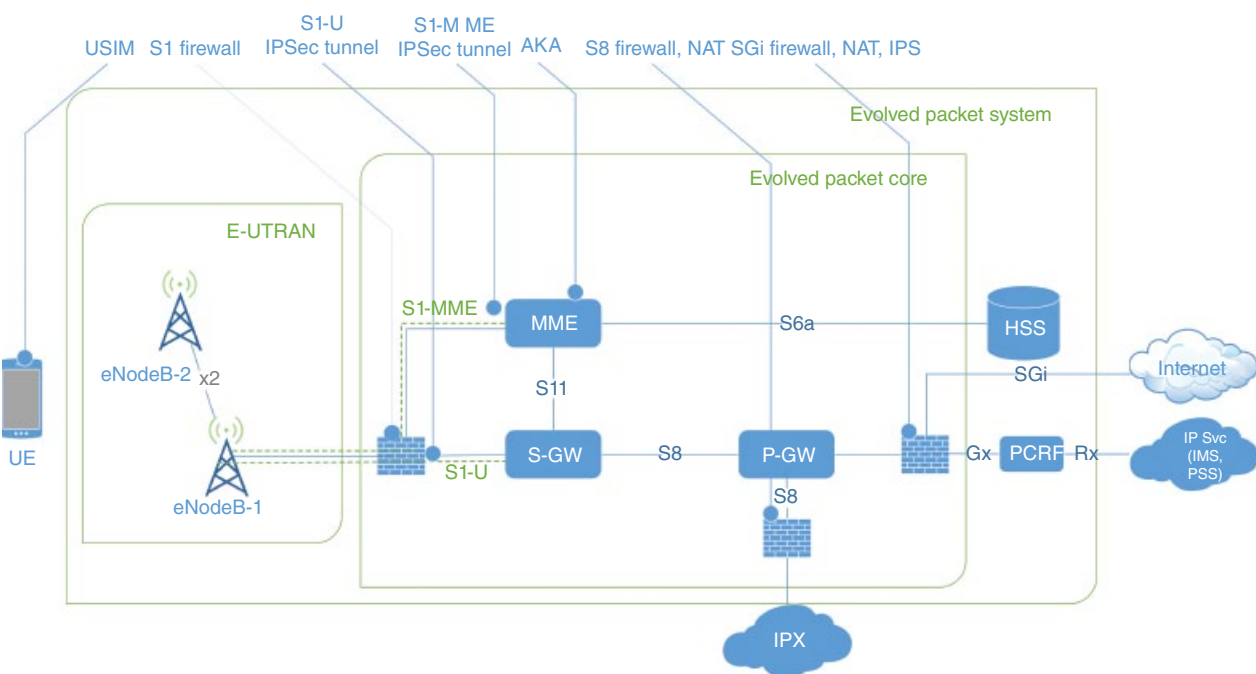 S1-U
IPSec tunnel
S1-M ME
IPSec tunnel
USIM
S1 firewall
AKA
S8 firewall, NAT
SGi firewall, NAT, IPS
Evolved packet system
Evolved packet core
E-UTRAN
S1-MME
MME
S6a
HSS
eNodeB-2
x2
S11
SGi
Internet
UE
S1-U
S-GW
S8
P-GW
Gx
PCRF
Rx
IP Svc
(IMS,
PSS)
eNodeB-1
S8
IPX